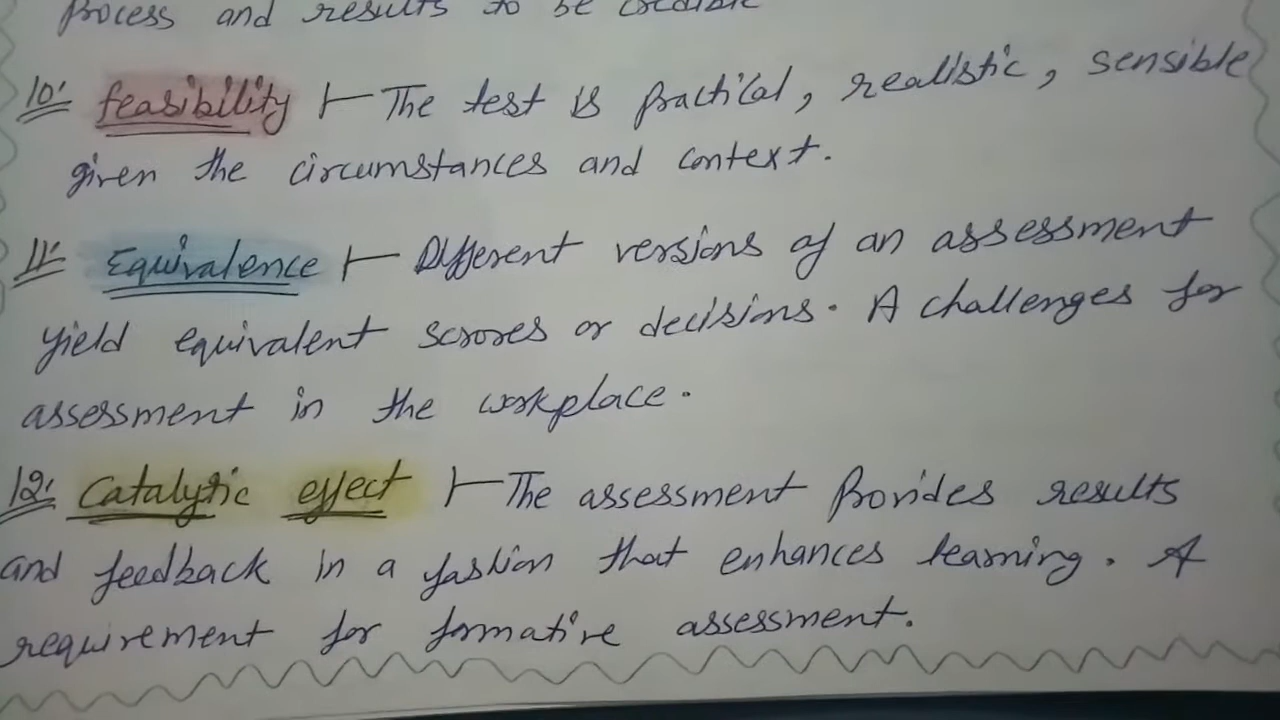 Process and results to be credible
10. feasibility :- The test is practical, realistic, sensible
given the circumstances and context.
11. Equivalence :- Different versions of an assessment
yield equivalent scrores or decisions. A challenges for
assessment in the workplace.
12. Catalytic effect :- The assessment Provides results
and feedback in a fashion that enhances learning. A
requirement for formative assessment.